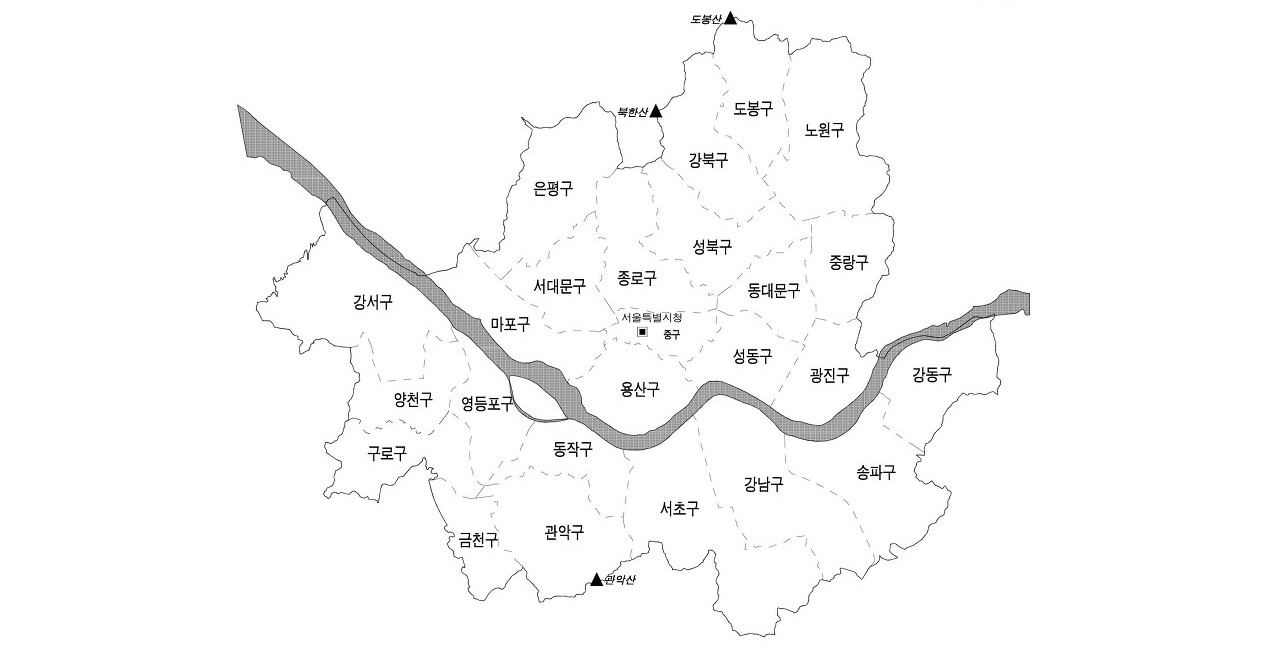 도봉산
북한산
도봉구
노원구
강북구
은평구
성북구
중랑구
종로구
서대문구
동대문구
강서구
서울특별시청
마포구
중구
성동구
광진구
강동구
용산구
양천구
영등포구
동작구
구로구
송파구
강남구
서초구
관악구
금천구
관악산